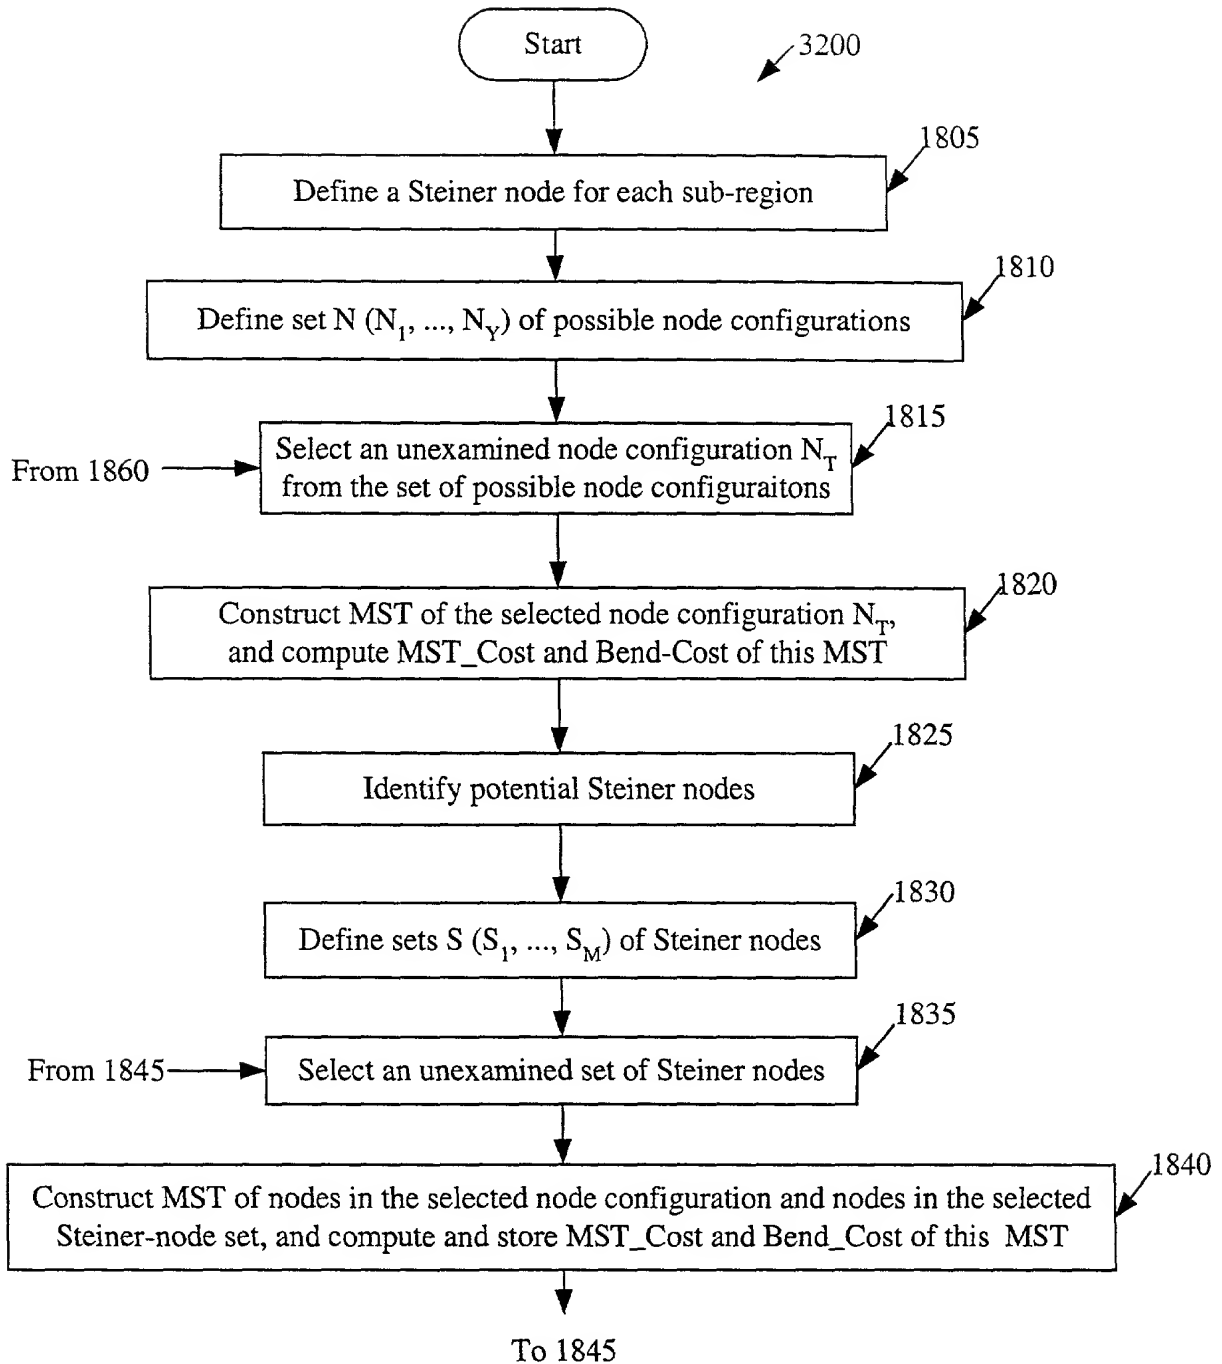 Start
3200
1805
Define a Steiner node for each sub-region
1810
Define set N (N1, ..., NY) of possible node configurations
1815
Select an unexamined node configuration NT
from the set of possible node configuraitons
From 1860
1820
Construct MST of the selected node configuration NT,
and compute MST_Cost and Bend-Cost of this MST
1825
Identify potential Steiner nodes
1830
Define sets S (S1, ..., SM) of Steiner nodes
1835
From 1845
Select an unexamined set of Steiner nodes
1840
Construct MST of nodes in the selected node configuration and nodes in the selected
Steiner-node set, and compute and store MST_Cost and Bend_Cost of this MST
To 1845